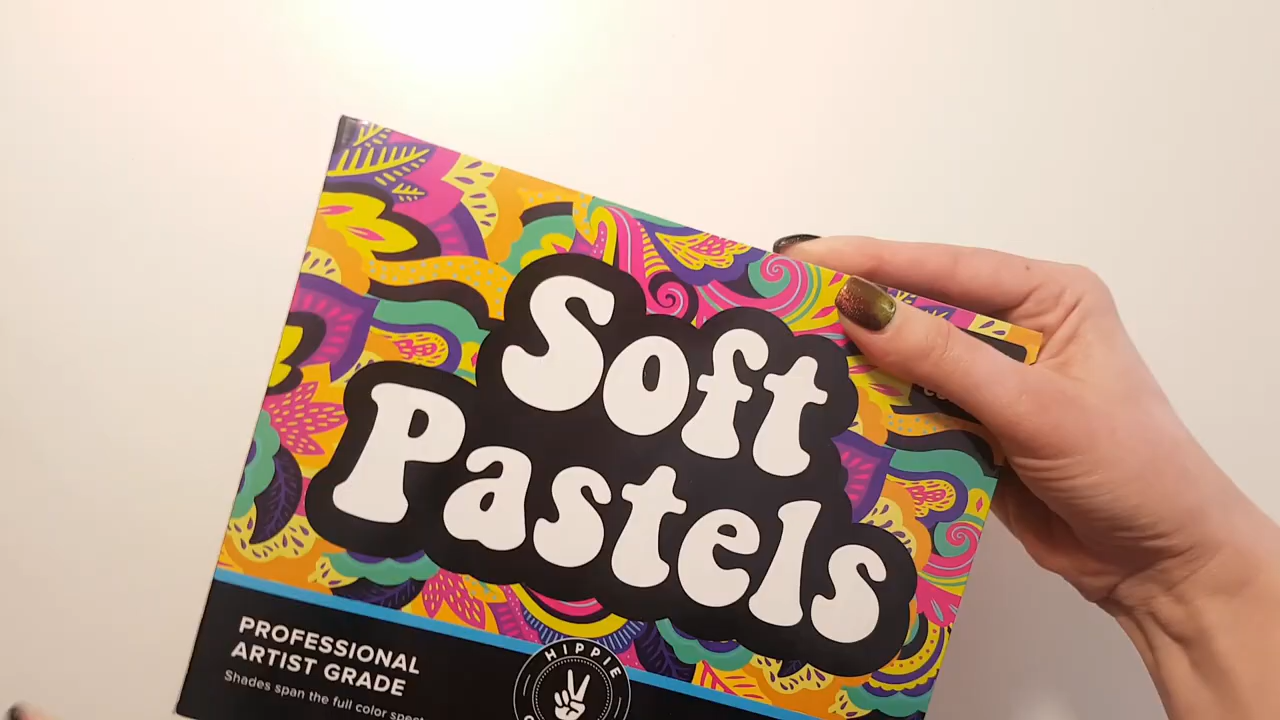 Soft
Pastels
PROFESSIONAL
ARTIST GRADE
Shades span the full color
HIPPIE